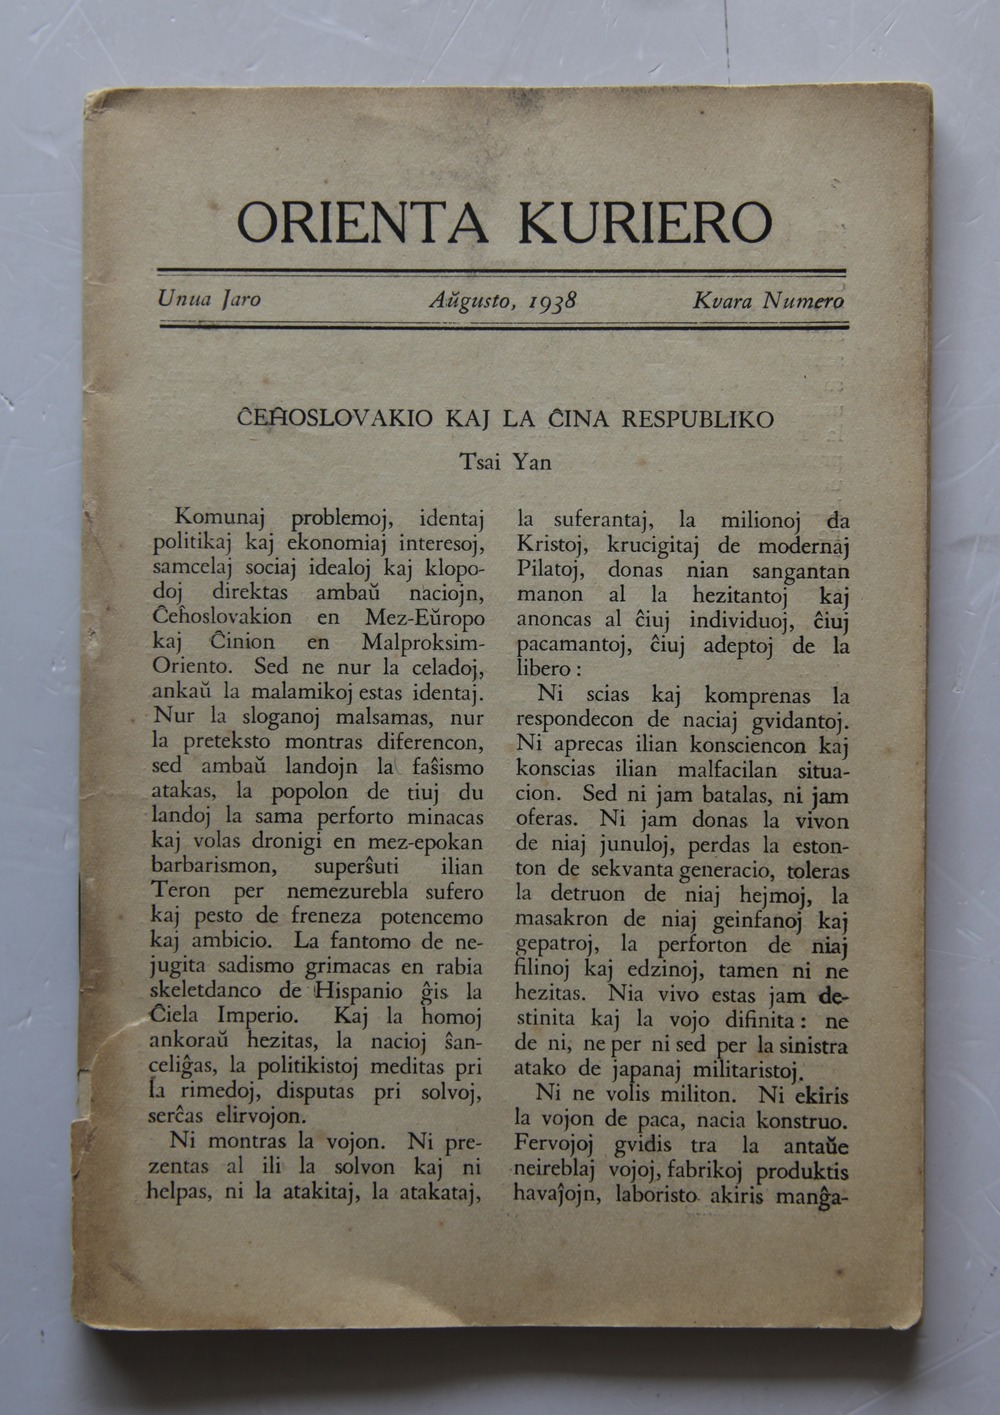 ORIENTA KURIERO
Unua Jaro Aŭgusto, 1938 Kvara Numero
ĈEĤOSLOVAKIO KAJ LA ĈINA RESPUBLIKO
Tsai Yan
Komunaj problemoj, identaj
politikaj kaj ekonomiaj interesoj,
samcelaj sociaj idealoj kaj klopo-
doj direktas ambaŭ naciojn,
Ĉeĥoslovakion en Mez-Eŭropo
kaj Ĉinion en Malproksim-
Oriento. Sed ne nur la celadoj,
ankaŭ la malamikoj estas identaj.
Nur la sloganoj malsamas, nur
la preteksto montras diferencon,
sed ambaŭ landojn la faŝismo
atakas, la popolon de tiuj du
landoj la sama perforto minacas
kaj volas dronigi en mez-epokan
barbarismon, superŝuti ilian
Teron per nemezurebla sufero
kaj pesto de freneza potencemo
kaj ambicio. La fantomo de ne-
jugita sadismo grimacas en rabia
skeletdanco de Hispanio ĝis la
Ĉiela Imperio. Kaj la homoj
ankoraŭ hezitas, la nacioj ŝan-
celiĝas, la politikistoj meditas pri
la rimedoj, disputas pri solvoj,
serĉas elirvojon.
Ni montras la vojon. Ni pre-
zentas al ili la solvon kaj ni
helpas, ni la atakitaj, la atakataj,
la suferantaj, la milionoj da
Kristoj, krucigitaj de modernaj
Pilatoj, donas nian sangantan
manon al la hezitantoj kaj
anoncas al ĉiuj individuoj, ĉiuj
pacamantoj, ĉiuj adeptoj de la
libero :
Ni scias kaj komprenas la
respondecon de naciaj gvidantoj.
Ni aprecas ilian konsciencon kaj
konscias ilian malfacilan situa-
cion. Sed ni jam batalas, ni jam
oferas. Ni jam donas la vivon
de niaj junuloj, perdas la eston-
ton de sekvanta generacio, toleras
la detruon de niaj hejmoj, la
masakron de niaj geinfanoj kaj
gepatroj, la perforton de niaj
filinoj kaj edzinoj, tamen ni ne
hezitas. Nia vivo estas jam de-
stinita kaj la vojo difinita : ne
de ni, ne per ni sed per la sinistra
atako de japanaj militaristoj.
Ni ne volis militon. Ni ekiris
la vojon de paca, nacia konstruo.
Fervojoj gvidis tra la antaŭe
neireblaj vojoj, fabrikoj produktis
havaĵojn, laboristo akiris manĝa-